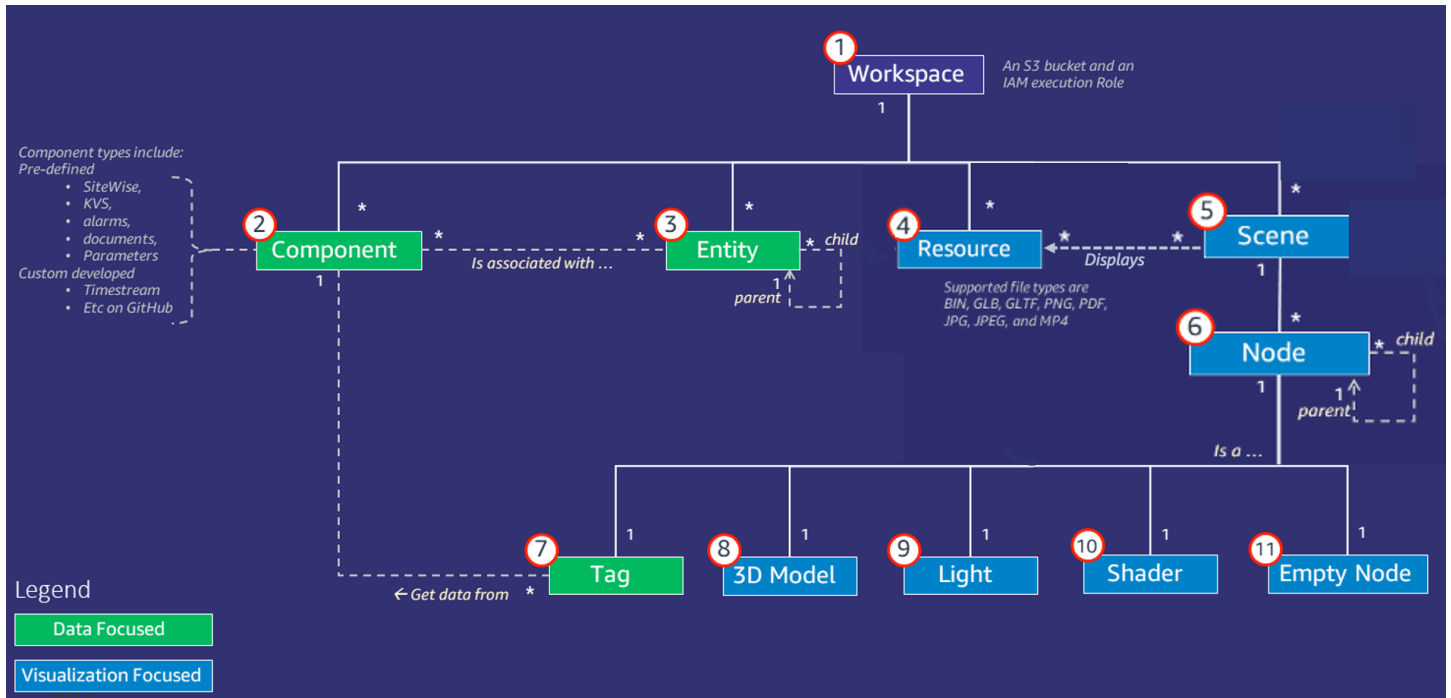 1
Workspace
An S3 bucket and an
IAM execution Role
1
Component types include:
Pre-defined
• SiteWise,
• KVS,
• alarms,
• documents,
• Parameters
Custom developed
• Timestream
• Etc on GitHub
*
*
*
*
2
Component
*
Is associated with ...
*
3
Entity
* child
1
parent
4
Resource
*
Displays
*
5
Scene
1
1
Supported file types are
BIN, GLB, GLTF, PNG, PDF,
JPG, JPEG, and MP4
*
6
Node
* child
1
1
parent
Is a ...
1
1
1
1
1
7
Tag
8
3D Model
9
Light
10
Shader
11
Empty Node
← Get data from *
Legend
Data Focused
Visualization Focused